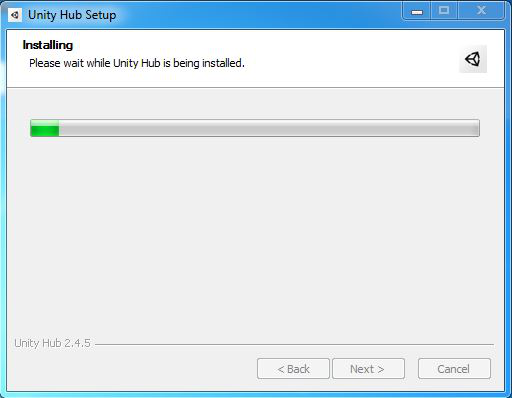 Unity Hub Setup
Installing
Please wait while Unity Hub is being installed.
Unity Hub 2.4.5
< Back
Next >
Cancel